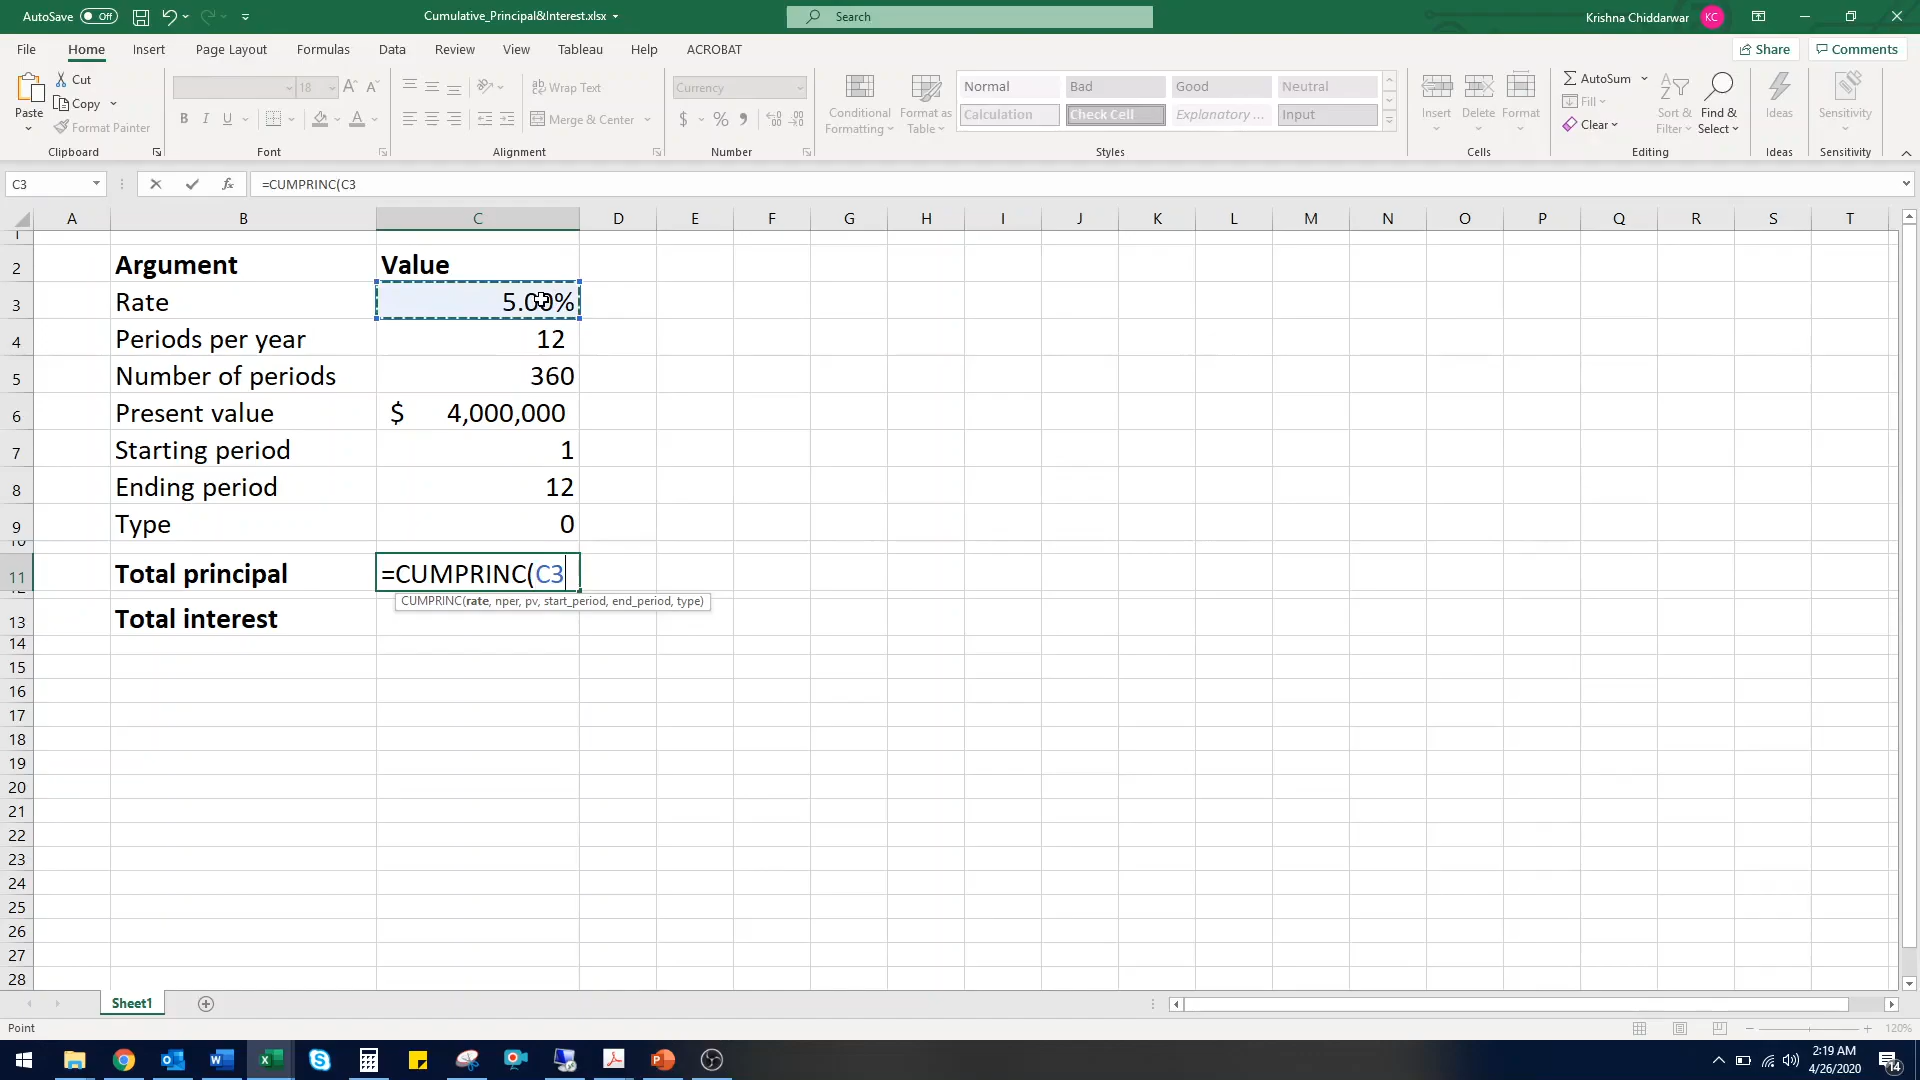 AutoSave Off
Cumulative_Principal&Interest.xlsx
Search
Krishna Chiddarwar KC
File Home Insert Page Layout Formulas Data Review View Tableau Help ACROBAT
Share Comments
Paste
Cut
Copy
Format Painter
Clipboard
18
B I U
Font
Wrap Text
Merge & Center
Alignment
Currency
$ % 9
Number
Conditional
Formatting
Format as
Table
Normal Bad Good Neutral
Calculation Check Cell Explanatory ... Input
Styles
Insert Delete Format
Cells
AutoSum
Fill
Clear
Sort &
Filter
Find &
Select
Editing
Ideas
Ideas
Sensitivity
Sensitivity
C3 fx =CUMPRINC(C3
A B C D E F G H I J K L M N O P Q R S T
1
2 Argument Value
3 Rate 5.00%
4 Periods per year 12
5 Number of periods 360
6 Present value $ 4,000,000
7 Starting period 1
8 Ending period 12
9 Type 0
10
11 Total principal =CUMPRINC(C3
CUMPRINC(rate, nper, pv, start_period, end_period, type)
12
13 Total interest
14
15
16
17
18
19
20
21
22
23
24
25
26
27
28
Sheet1
Point
120%
2:19 AM
4/26/2020
14